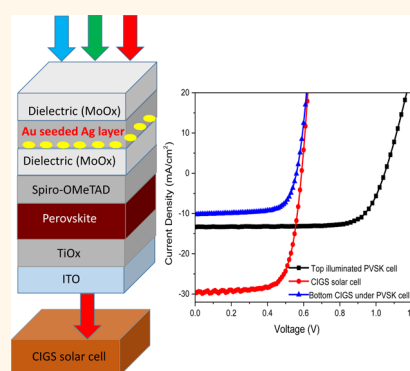 Dielectric (MoOx)
Au seeded Ag layer
Dielectric (MoOx)
Spiro-OMeTAD
Perovskite
TiOx
ITO
CIGS solar cell
Current Density (mA/cm²)
20
10
0
-10
-20
-30
Top illuminated PVSK cell
CIGS solar cell
Bottom CIGS under PVSK cell
0.0 0.2 0.4 0.6 0.8 1.0
Voltage (V)